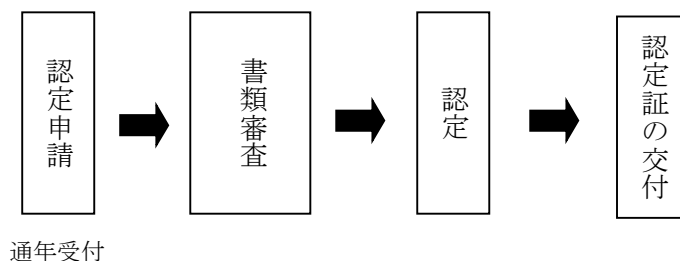 認定申請
書類審査
認定
認定証の交付
通年受付